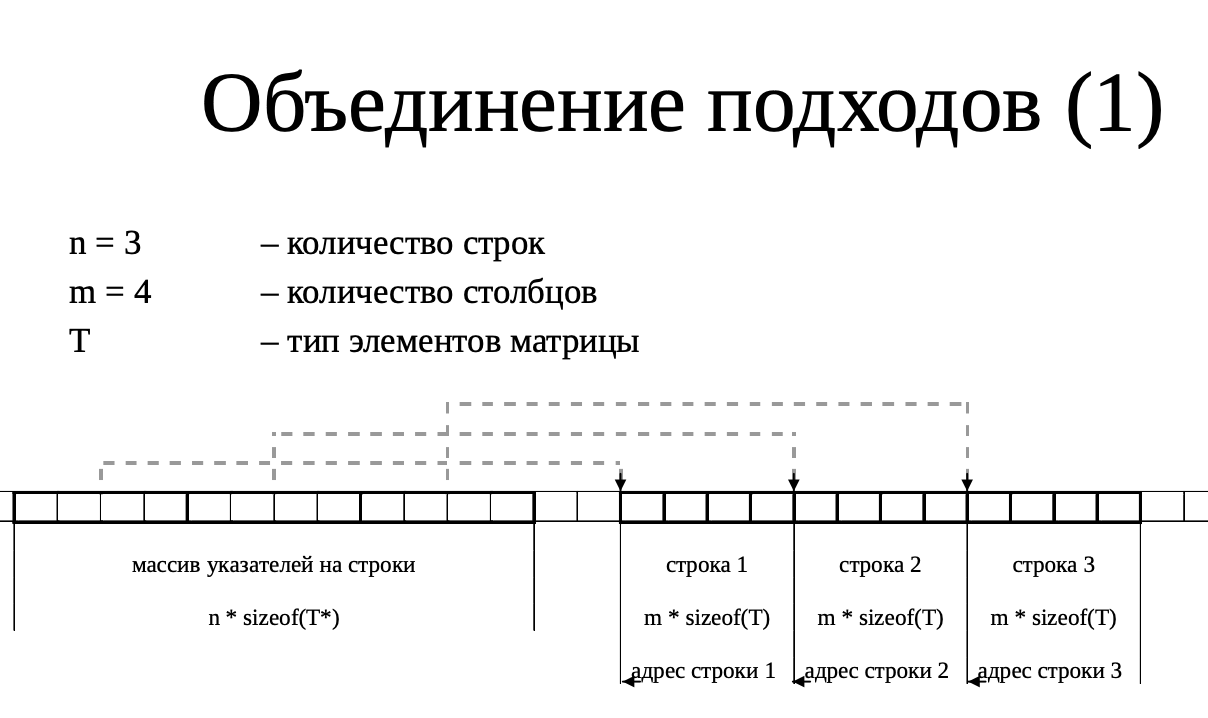 Объединение подходов (1)
n = 3 – количество строк
m = 4 – количество столбцов
T – тип элементов матрицы
массив указателей на строки строка 1 строка 2 строка 3
n * sizeof(T*) m * sizeof(T) m * sizeof(T) m * sizeof(T)
адрес строки 1 адрес строки 2 адрес строки 3